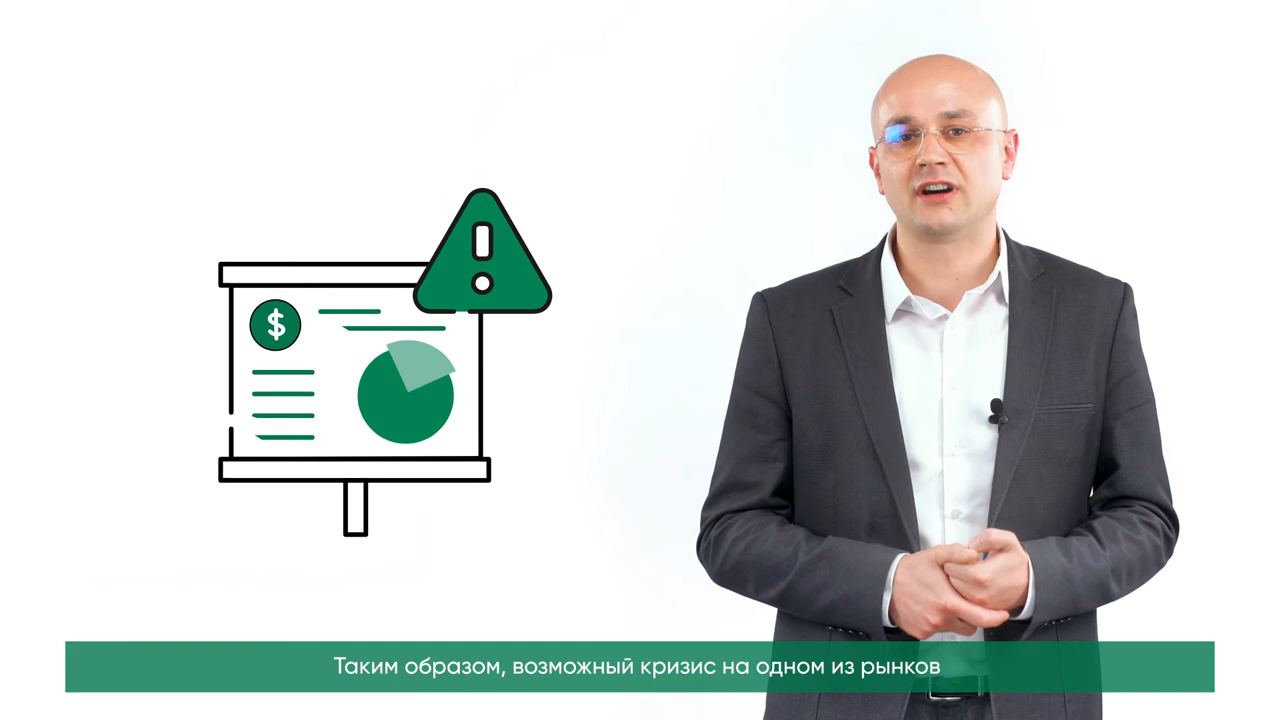 $
Таким образом, возможный кризис на одном из рынков